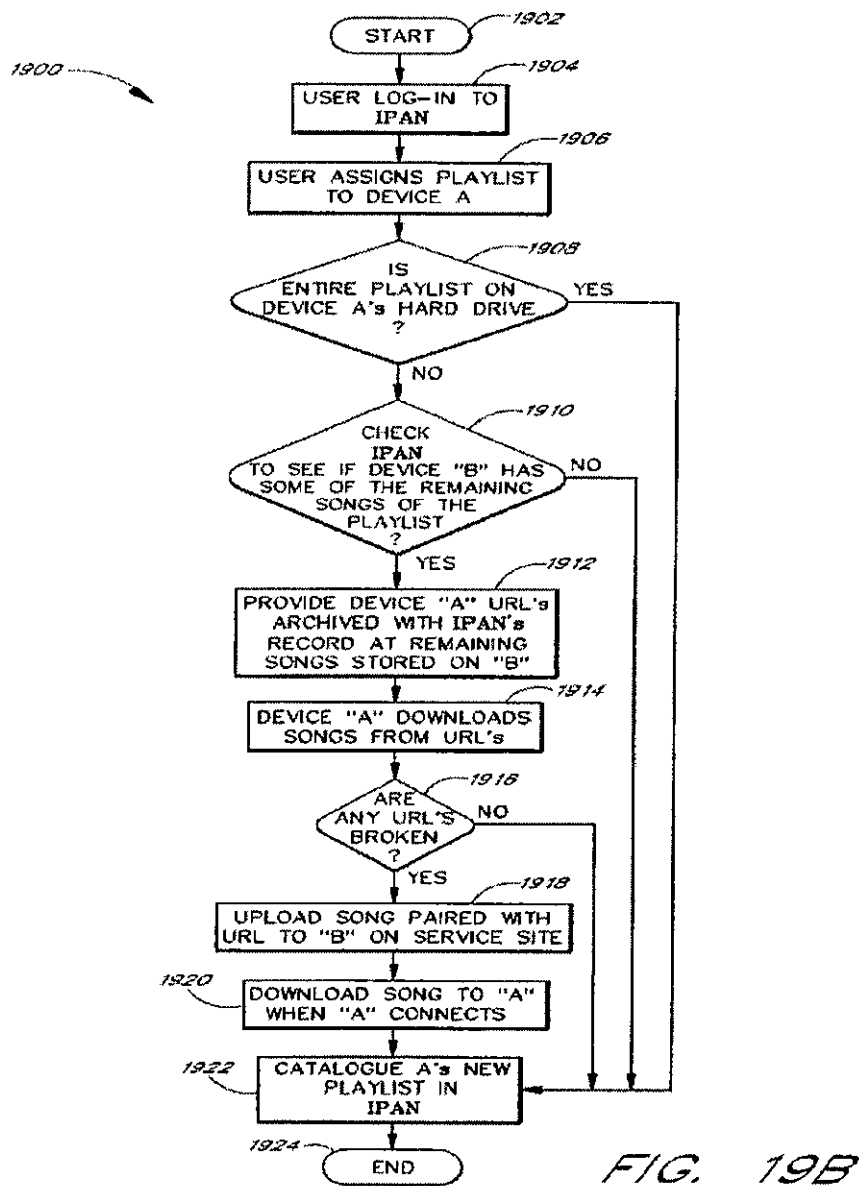 1902
START
1900
1904
USER LOG-IN TO
IPAN
1906
USER ASSIGNS PLAYLIST
TO DEVICE A
1908
IS
ENTIRE PLAYLIST ON
DEVICE A's HARD DRIVE
?
YES
NO
1910
CHECK
IPAN
TO SEE IF DEVICE "B" HAS
SOME OF THE REMAINING
SONGS OF THE
PLAYLIST
?
NO
YES
1912
PROVIDE DEVICE "A" URL's
ARCHIVED WITH IPAN's
RECORD AT REMAINING
SONGS STORED ON "B"
1914
DEVICE "A" DOWNLOADS
SONGS FROM URL's
1916
ARE
ANY URL'S
BROKEN
?
NO
YES
1918
UPLOAD SONG PAIRED WITH
URL TO "B" ON SERVICE SITE
1920
DOWNLOAD SONG TO "A"
WHEN "A" CONNECTS
1922
CATALOGUE A's NEW
PLAYLIST IN
IPAN
1924
END
FIG. 19B